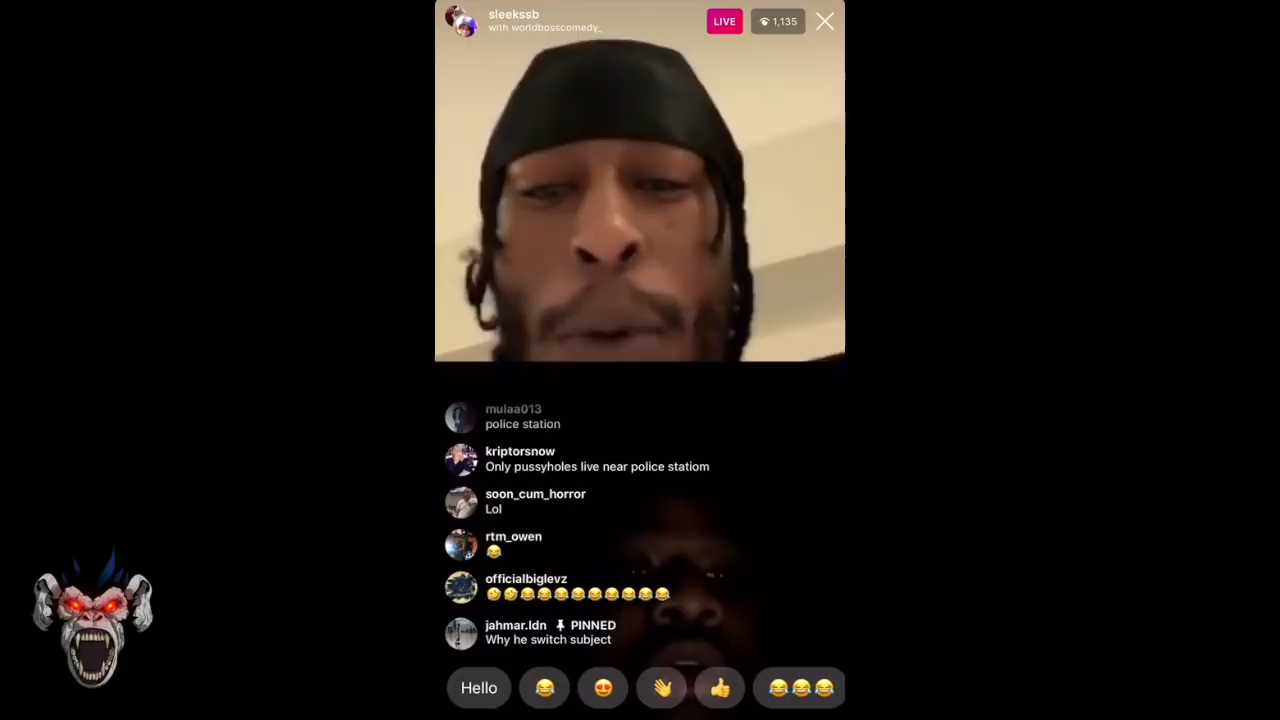 sleekssb
with worldbosscomedy_
LIVE
1,135
mulaa013
police station
kriptorsnow
Only pussyholes live near police statiom
soon_cum_horror
Lol
rtm_owen
😂
officialbiglevz
🤣🤣😂😂😂😂😂😂😂😂😂
jahmar.ldn 📌 PINNED
Why he switch subject
Hello 😂 😍 👋 👍 😂😂😂